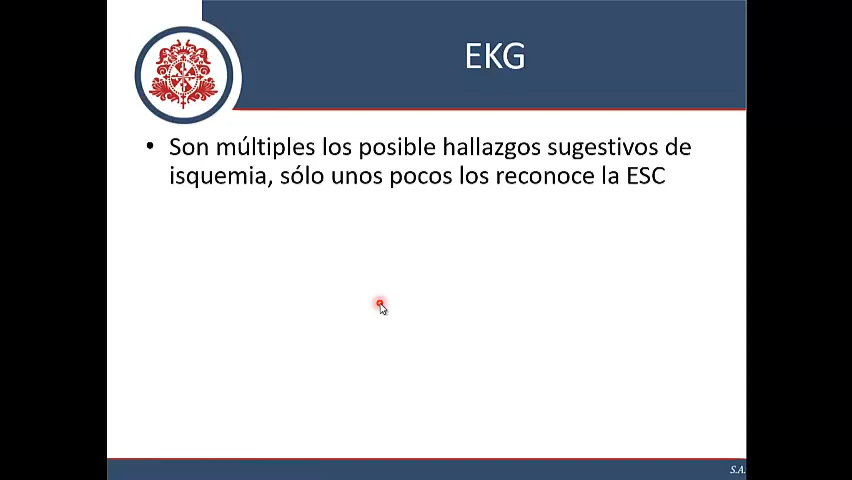 EKG
• Son múltiples los posible hallazgos sugestivos de
isquemia, sólo unos pocos los reconoce la ESC
S.A.